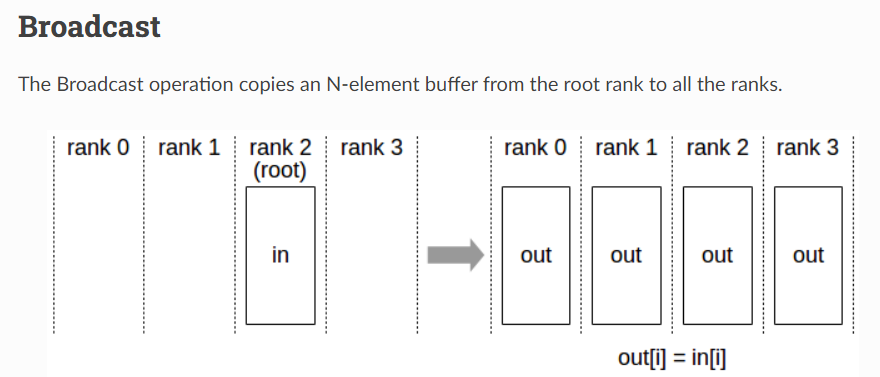 Broadcast
The Broadcast operation copies an N-element buffer from the root rank to all the ranks.
rank 0 rank 1 rank 2 rank 3 rank 0 rank 1 rank 2 rank 3
(root)
in out out out out
out[i] = in[i]